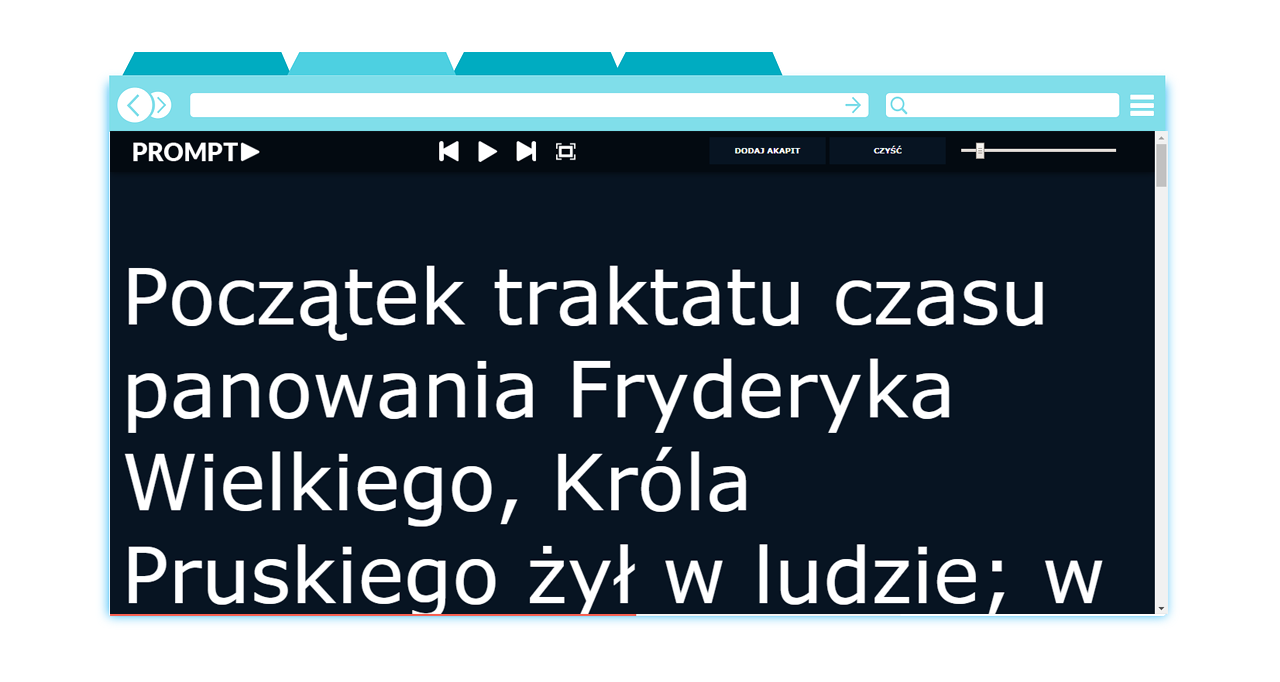 PROMPT
DODAJ AKAPIT
CZYŚĆ
Początek traktatu czasu
panowania Fryderyka
Wielkiego, Króla
Pruskiego żył w ludzie; w